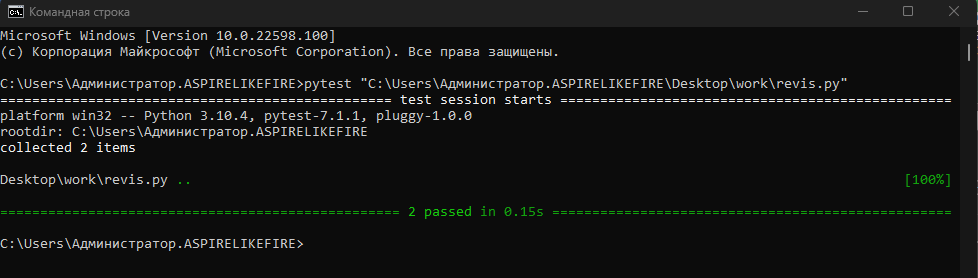 Командная строка
Microsoft Windows [Version 10.0.22598.100]
(c) Корпорация Майкрософт (Microsoft Corporation). Все права защищены.
C:\Users\Администратор.ASPIRELIKEFIRE>pytest "C:\Users\Администратор.ASPIRELIKEFIRE\Desktop\work\revis.py"
================================================= test session starts =================================================
platform win32 -- Python 3.10.4, pytest-7.1.1, pluggy-1.0.0
rootdir: C:\Users\Администратор.ASPIRELIKEFIRE
collected 2 items
Desktop\work\revis.py .. [100%]
================================================== 2 passed in 0.15s ==================================================
C:\Users\Администратор.ASPIRELIKEFIRE>